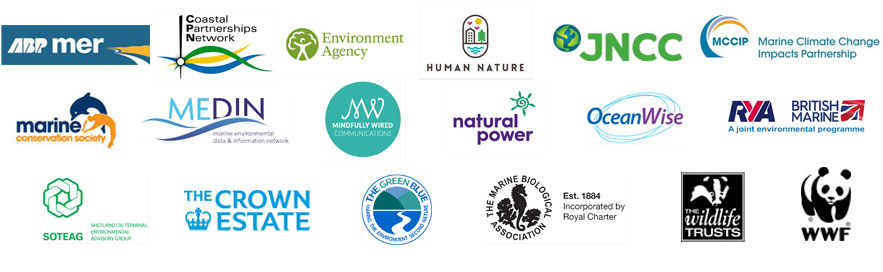 ABP mer
Coastal
Partnerships
Network
Environment
Agency
HUMAN NATURE
JNCC
MCCIP
Marine Climate Change
Impacts Partnership
marine
conservation society
MEDIN
marine environmental
data & information network
MW
MINDFULLY WIRED
COMMUNICATIONS
natural
power
OceanWise
RYA
BRITISH
MARINE
A joint environmental programme
SOTEAG
SHETLAND OIL TERMINAL
ENVIRONMENTAL
ADVISORY GROUP
THE CROWN
ESTATE
THE GREEN BLUE
MAKING THE ENVIRONMENT SECOND NATURE
THE MARINE BIOLOGICAL
ASSOCIATION
Est. 1884
Incorporated by
Royal Charter
THE
wildlife
TRUSTS
WWF